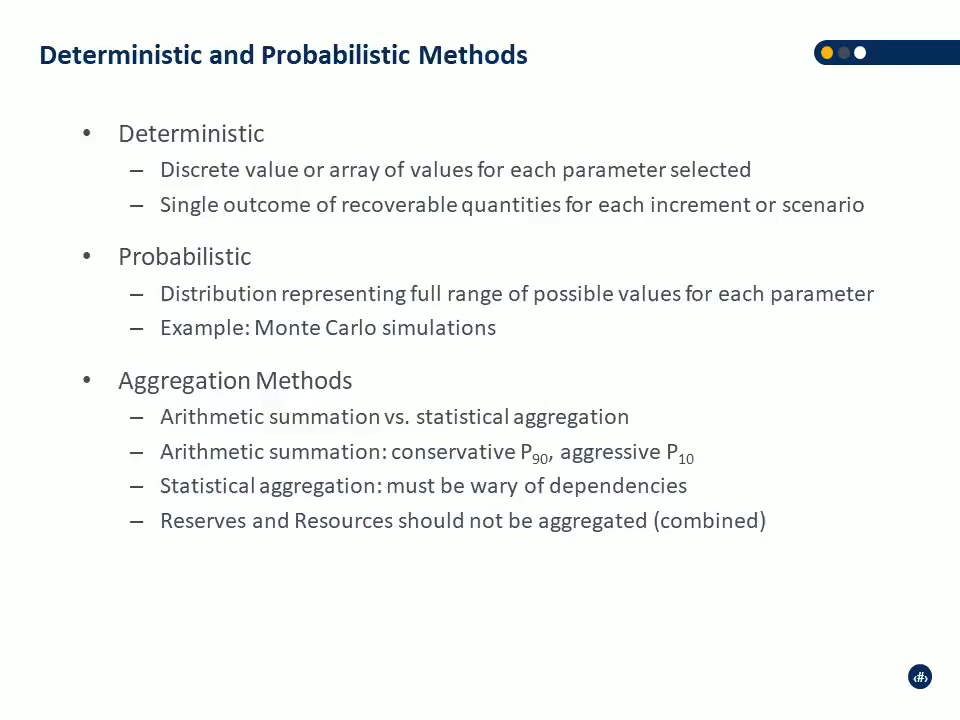 Deterministic and Probabilistic Methods
• Deterministic
– Discrete value or array of values for each parameter selected
– Single outcome of recoverable quantities for each increment or scenario
• Probabilistic
– Distribution representing full range of possible values for each parameter
– Example: Monte Carlo simulations
• Aggregation Methods
– Arithmetic summation vs. statistical aggregation
– Arithmetic summation: conservative P90, aggressive P10
– Statistical aggregation: must be wary of dependencies
– Reserves and Resources should not be aggregated (combined)
‹#›